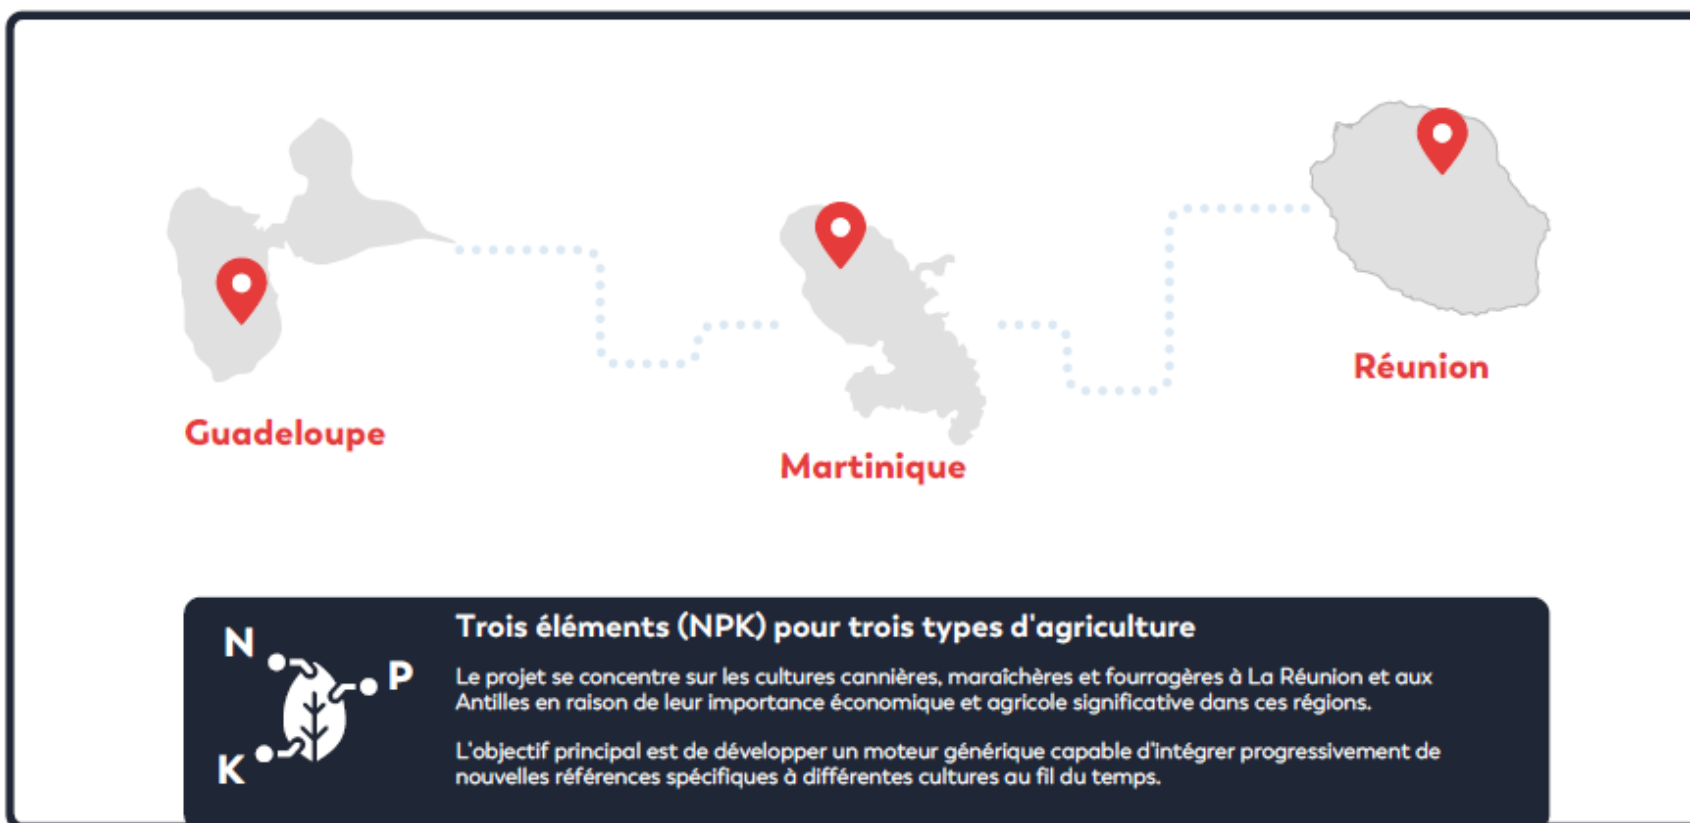 Guadeloupe
Martinique
Réunion
N
P
K
Trois éléments (NPK) pour trois types d'agriculture
Le projet se concentre sur les cultures cannières, maraîchères et fourragères à La Réunion et aux
Antilles en raison de leur importance économique et agricole significative dans ces régions.
L'objectif principal est de développer un moteur générique capable d'intégrer progressivement de
nouvelles références spécifiques à différentes cultures au fil du temps.